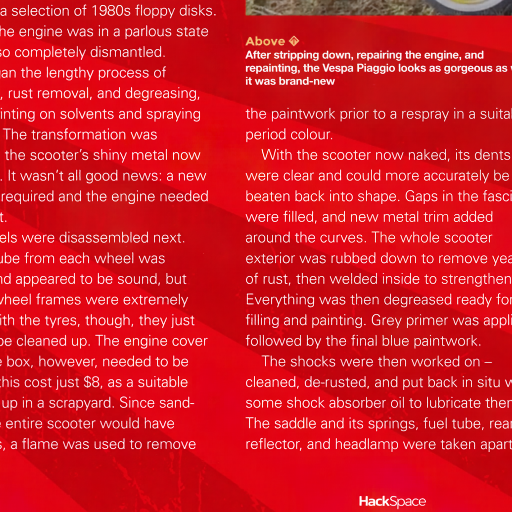 a selection of 1980s floppy disks.
he engine was in a parlous state
so completely dismantled.
an the lengthy process of
, rust removal, and degreasing,
inting on solvents and spraying
The transformation was
the scooter's shiny metal now
. It wasn't all good news: a new
required and the engine needed
t.
els were disassembled next.
ube from each wheel was
nd appeared to be sound, but
wheel frames were extremely
ith the tyres, though, they just
be cleaned up. The engine cover
e box, however, needed to be
this cost just $8, as a suitable
up in a scrapyard. Since sand-
e entire scooter would have
s, a flame was used to remove
Above
After stripping down, repairing the engine, and
repainting, the Vespa Piaggio looks as gorgeous as
it was brand-new
the paintwork prior to a respray in a suita
period colour.
With the scooter now naked, its dents
were clear and could more accurately be
beaten back into shape. Gaps in the fasci
were filled, and new metal trim added
around the curves. The whole scooter
exterior was rubbed down to remove yea
of rust, then welded inside to strengthen
Everything was then degreased ready for
filling and painting. Grey primer was appli
followed by the final blue paintwork.
The shocks were then worked on –
cleaned, de-rusted, and put back in situ w
some shock absorber oil to lubricate then
The saddle and its springs, fuel tube, rear
reflector, and headlamp were taken apart
HackSpace